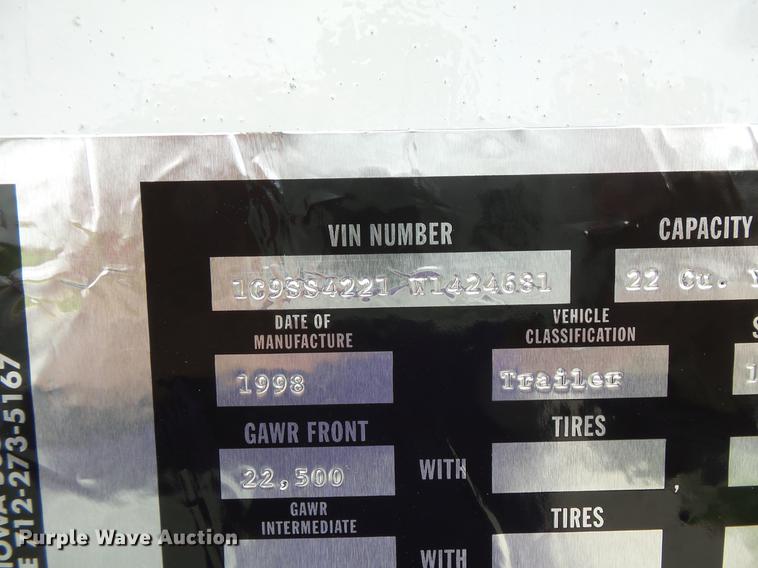 VIN NUMBER
CAPACITY
1C9SS4221 W1424681
22 Cu.
DATE OF
MANUFACTURE
VEHICLE
CLASSIFICATION
1998
Trailer
GAWR FRONT
TIRES
22,500
WITH
,
GAWR
INTERMEDIATE
TIRES
WITH
IOWA
712-273-5167
Purple Wave Auction